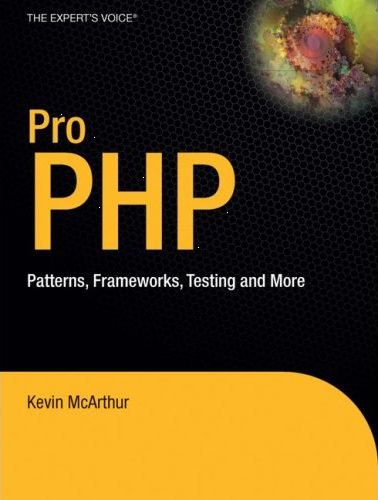 THE EXPERT'S VOICE®
Pro
PHP
Patterns, Frameworks, Testing and More
Kevin McArthur